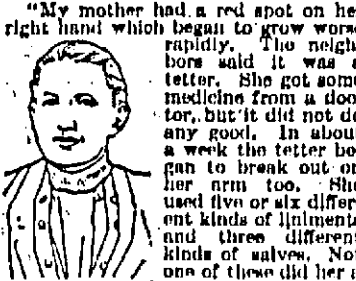 "My mother had a red spot on he
right hand which began to grow worse
rapidly. The neigh
bors said it was a
tetter. She got some
medicine from a doc
tor, but it did not do
any good. In abou
a week the tetter be
gan to break out on
her arm too. She
used five or six differ
ent kinds of liniments
and three different
kinds of salves. No
one of these did her a